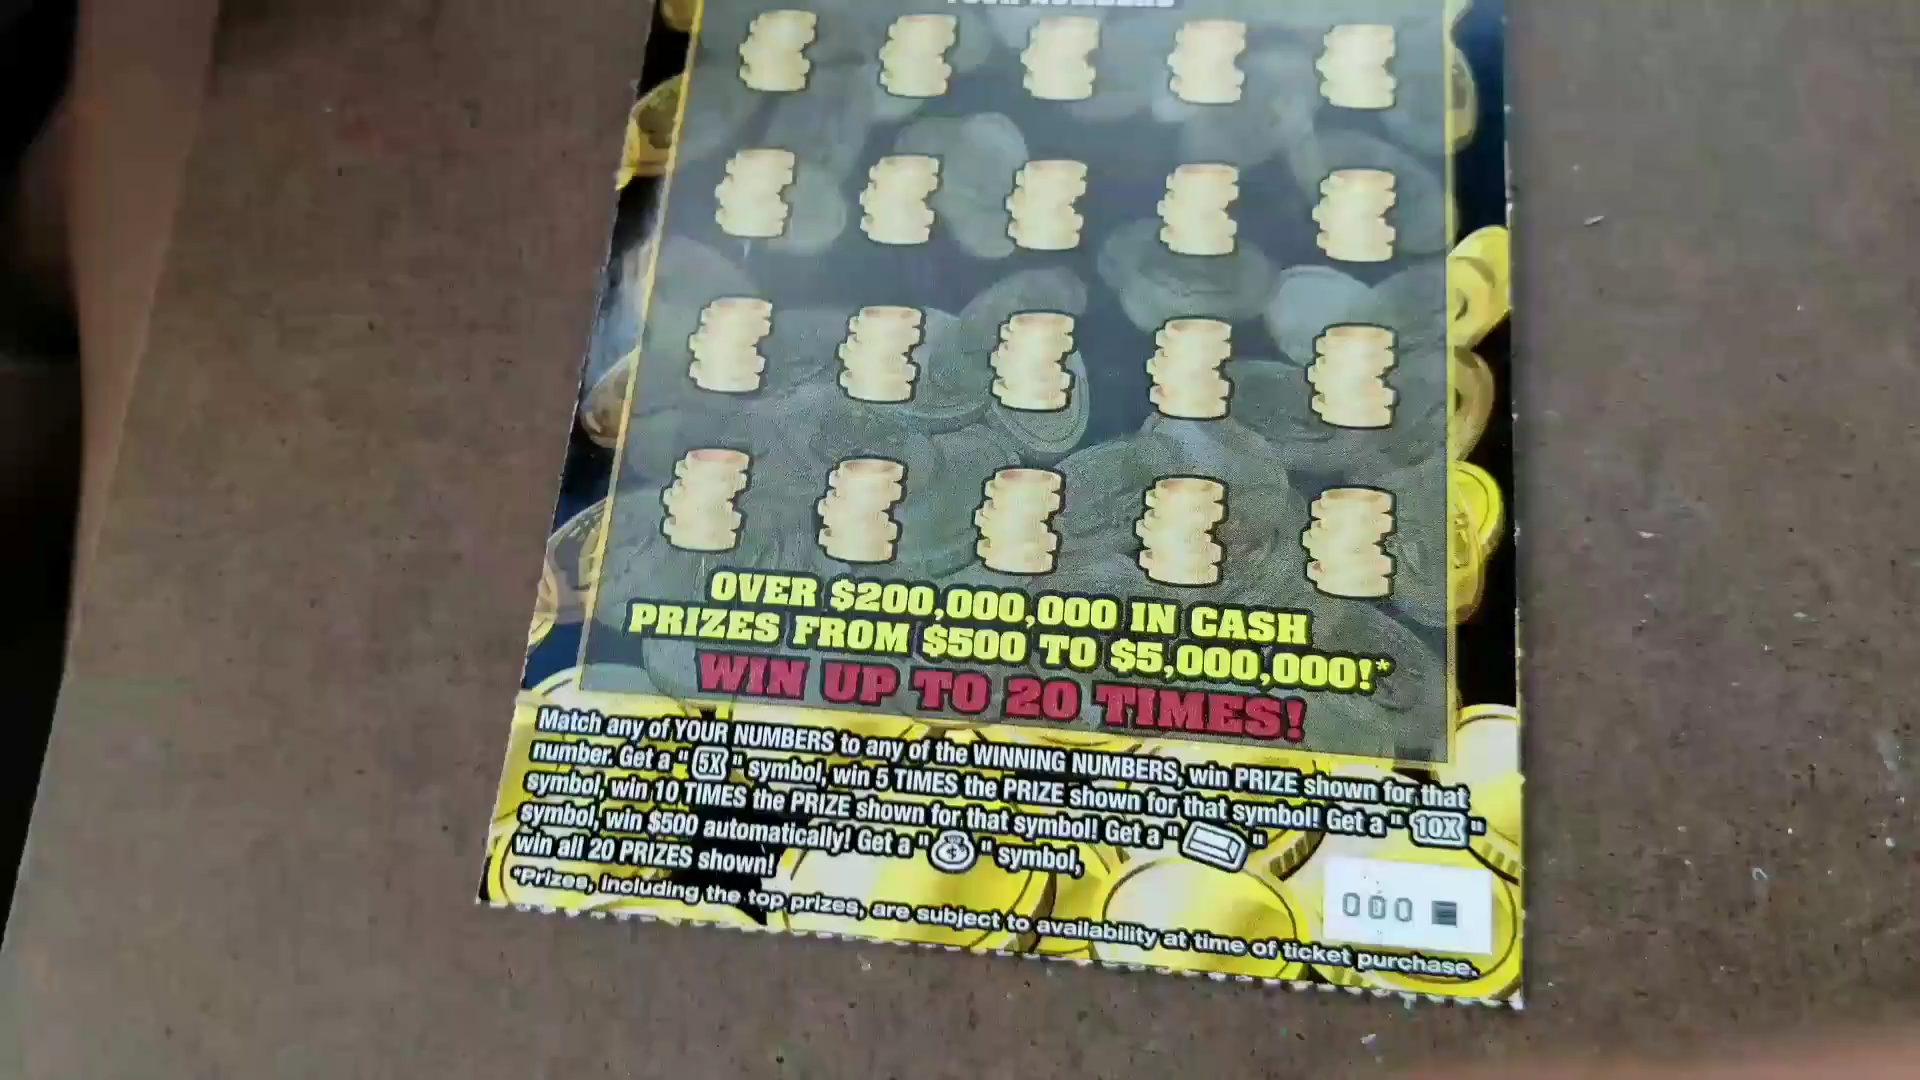 YOUR NUMBERS
OVER $200,000,000 IN CASH
PRIZES FROM $500 TO $5,000,000!*
WIN UP TO 20 TIMES!
Match any of YOUR NUMBERS to any of the WINNING NUMBERS, win PRIZE shown for that
number. Get a "5X" symbol, win 5 TIMES the PRIZE shown for that symbol! Get a "10X"
symbol, win 10 TIMES the PRIZE shown for that symbol! Get a " "
symbol, win $500 automatically! Get a "$" symbol,
win all 20 PRIZES shown!
000
*Prizes, including the top prizes, are subject to availability at time of ticket purchase.